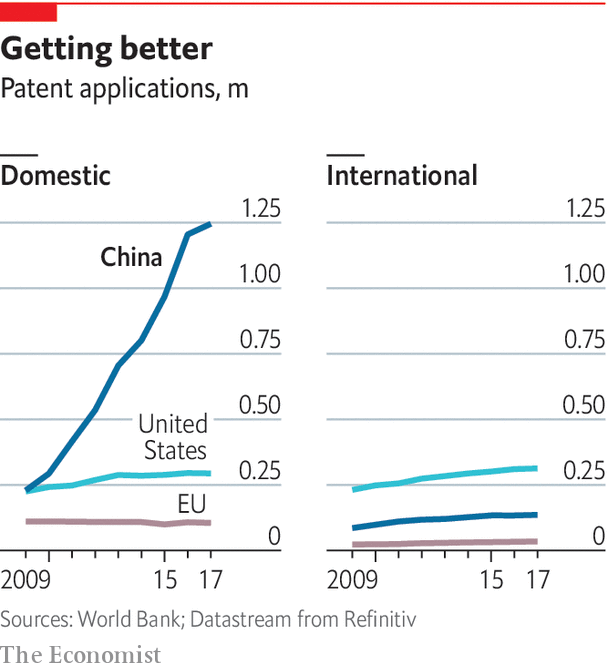 Getting better
Patent applications, m
Domestic
International
1.25
1.25
China
1.00
1.00
0.75
0.75
0.50
0.50
United
States
0.25
0.25
EU
0
0
2009 15 17
2009 15 17
Sources: World Bank; Datastream from Refinitiv
The Economist